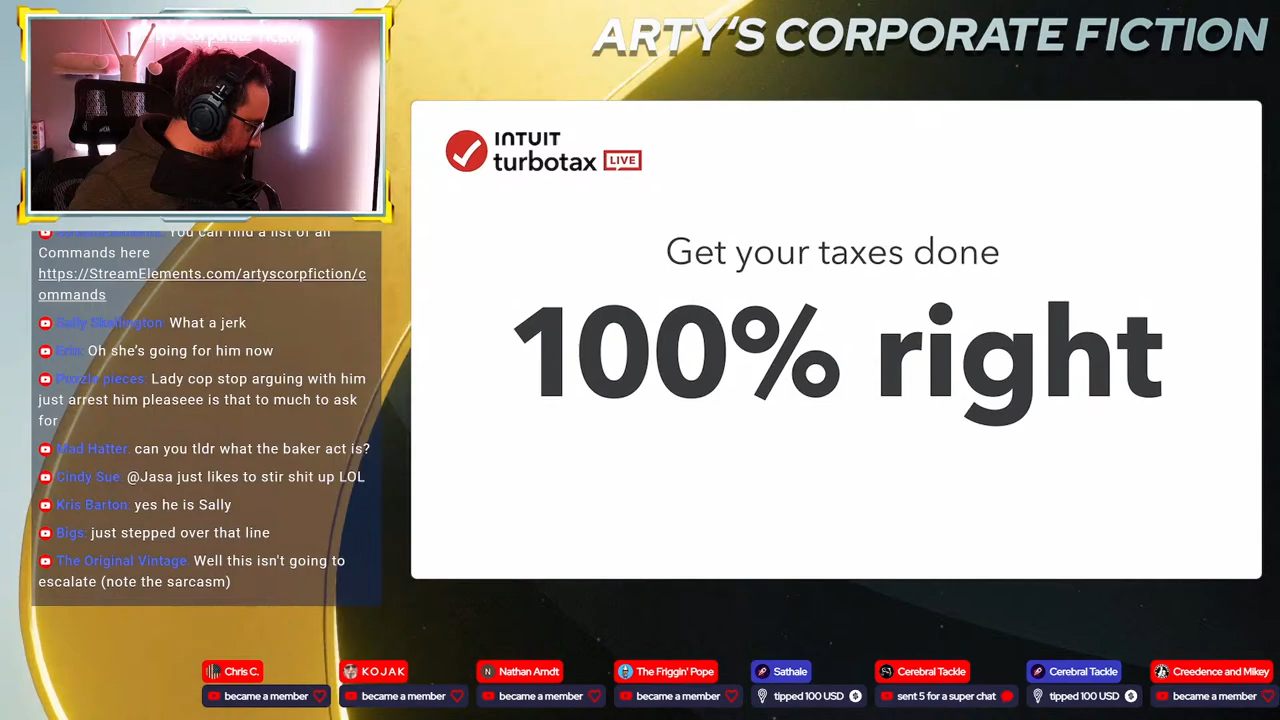 ARTY'S CORPORATE FICTION
INTUIT
turbotax LIVE
Get your taxes done
100% right
You can find a list of all
Commands here
https://StreamElements.com/artyscorpfiction/c
ommands
Sally Skellington: What a jerk
Erin: Oh she's going for him now
Puzzle pieces: Lady cop stop arguing with him
just arrest him pleaseee is that to much to ask
for
Mad Hatter: can you tldr what the baker act is?
Cindy Sue: @Jasa just likes to stir shit up LOL
Kris Barton: yes he is Sally
Bigs: just stepped over that line
The Original Vintage: Well this isn't going to
escalate (note the sarcasm)
Chris C.
became a member
KOJAK
became a member
Nathan Arndt
became a member
The Friggin' Pope
became a member
Sathale
tipped 100 USD
Cerebral Tackle
sent 5 for a super chat
Cerebral Tackle
tipped 100 USD
Creedence and Mikey
became a member